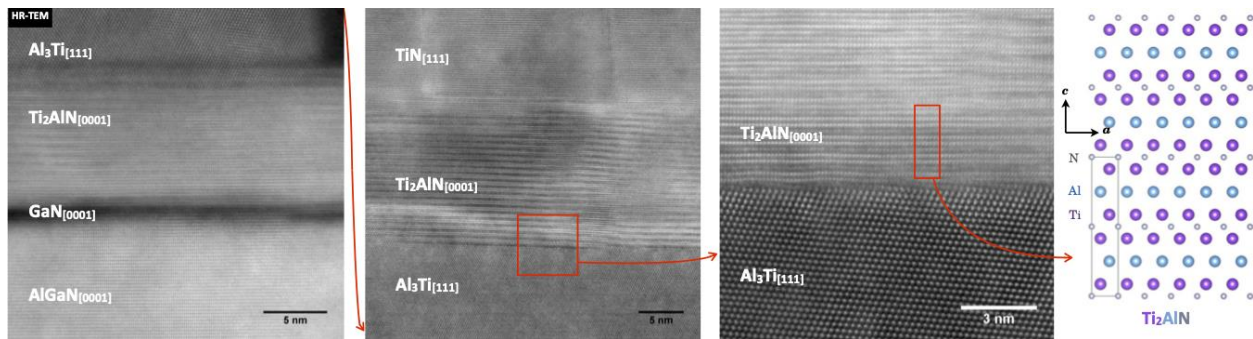 HR-TEM
Al₃Ti[111]
Ti₂AlN[0001]
GaN[0001]
AlGaN[0001]
5 nm
TiN[111]
Ti₂AlN[0001]
Al₃Ti[111]
5 nm
Ti₂AlN[0001]
Al₃Ti[111]
3 nm
c
a
N
Al
Ti
Ti₂AlN